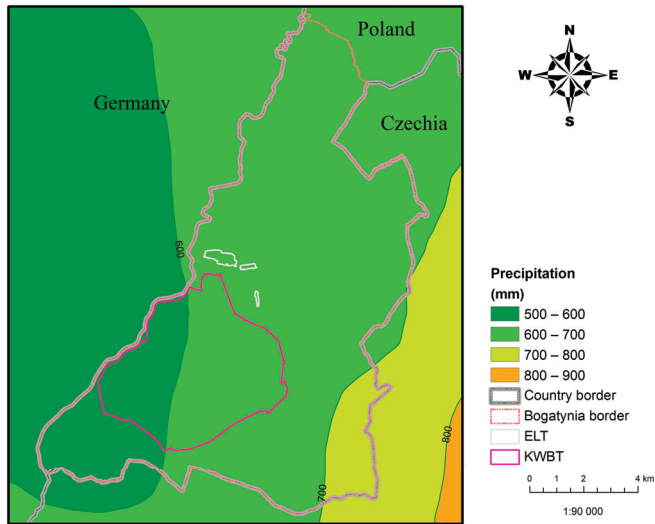 Poland
Germany
Czechia
600
700
800
N
W
E
S
Precipitation
(mm)
500 – 600
600 – 700
700 – 800
800 – 900
Country border
Bogatynia border
ELT
KWBT
0 1 2 4 km
1:90 000